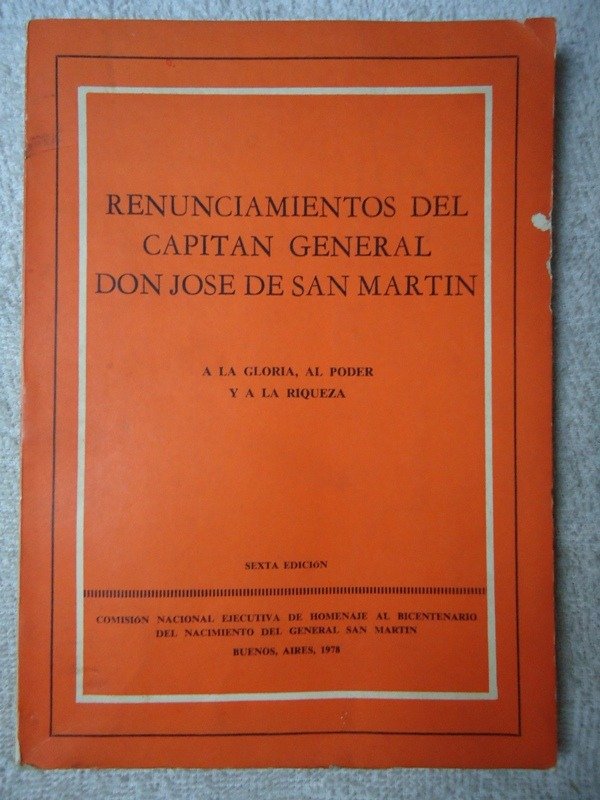 RENUNCIAMIENTOS DEL
CAPITAN GENERAL
DON JOSE DE SAN MARTIN
A LA GLORIA, AL PODER
Y A LA RIQUEZA
SEXTA EDICIóN
COMISIóN NACIONAL EJECUTIVA DE HOMENAJE AL BICENTENARIO
DEL NACIMIENTO DEL GENERAL SAN MARTIN
BUENOS, AIRES, 1978